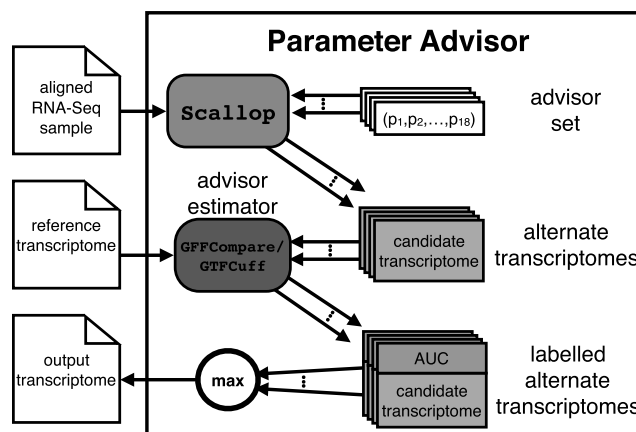 Parameter Advisor
aligned
RNA-Seq
sample
Scallop
(p1,p2,…,p18)
advisor
set
advisor
estimator
reference
transcriptome
GFFCompare/
GTFCuff
candidate
transcriptome
alternate
transcriptomes
output
transcriptome
max
AUC
candidate
transcriptome
labelled
alternate
transcriptomes